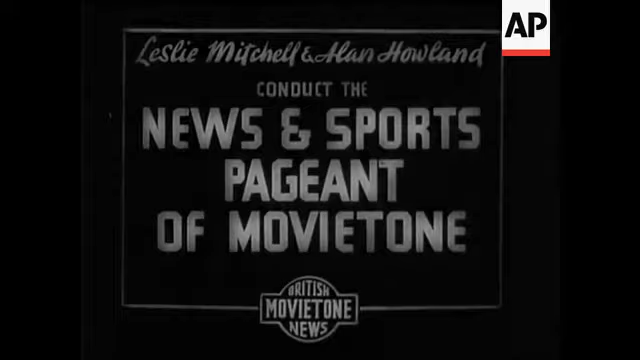 AP
Leslie Mitchell & Alan Howland
CONDUCT THE
NEWS & SPORTS
PAGEANT
OF MOVIETONE
BRITISH
MOVIETONE
NEWS